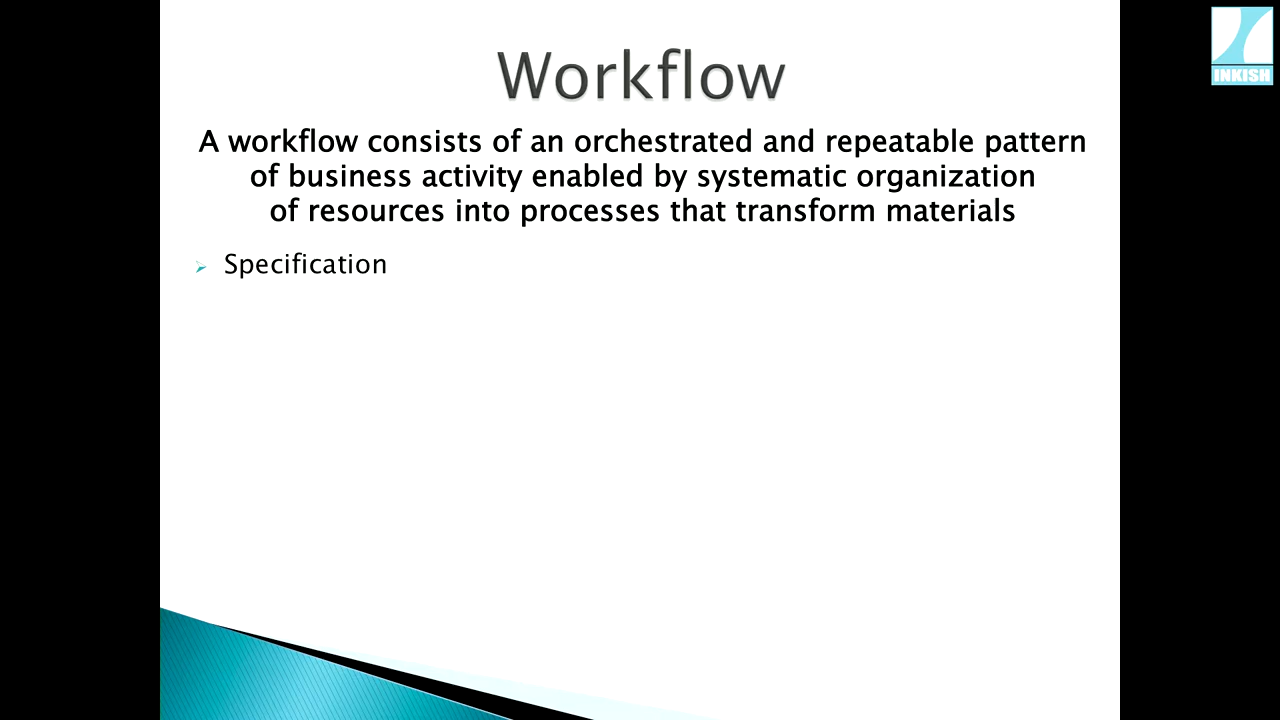 Workflow
A workflow consists of an orchestrated and repeatable pattern
of business activity enabled by systematic organization
of resources into processes that transform materials
Specification
INKISH